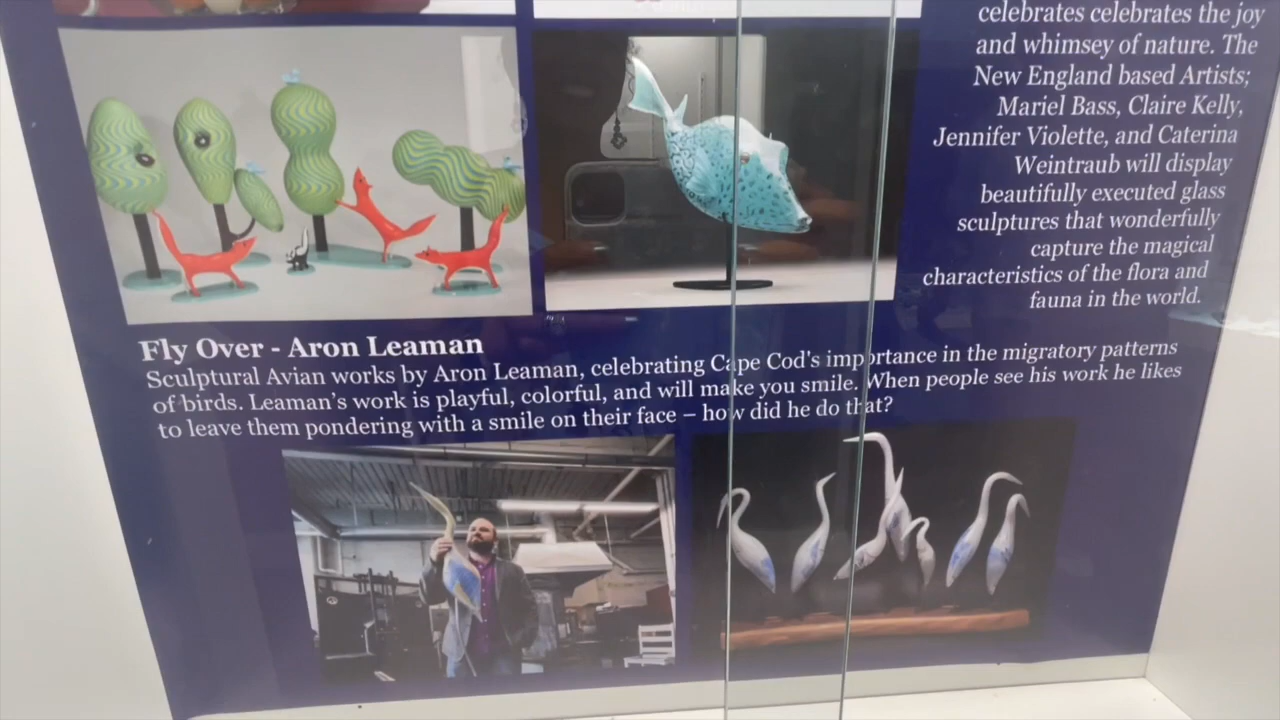 celebrates celebrates the joy
and whimsey of nature. The
New England based Artists;
Mariel Bass, Claire Kelly,
Jennifer Violette, and Caterina
Weintraub will display
beautifully executed glass
sculptures that wonderfully
capture the magical
characteristics of the flora and
fauna in the world.
Fly Over - Aron Leaman
Sculptural Avian works by Aron Leaman, celebrating Cape Cod's importance in the migratory patterns
of birds. Leaman's work is playful, colorful, and will make you smile. When people see his work he likes
to leave them pondering with a smile on their face – how did he do that?